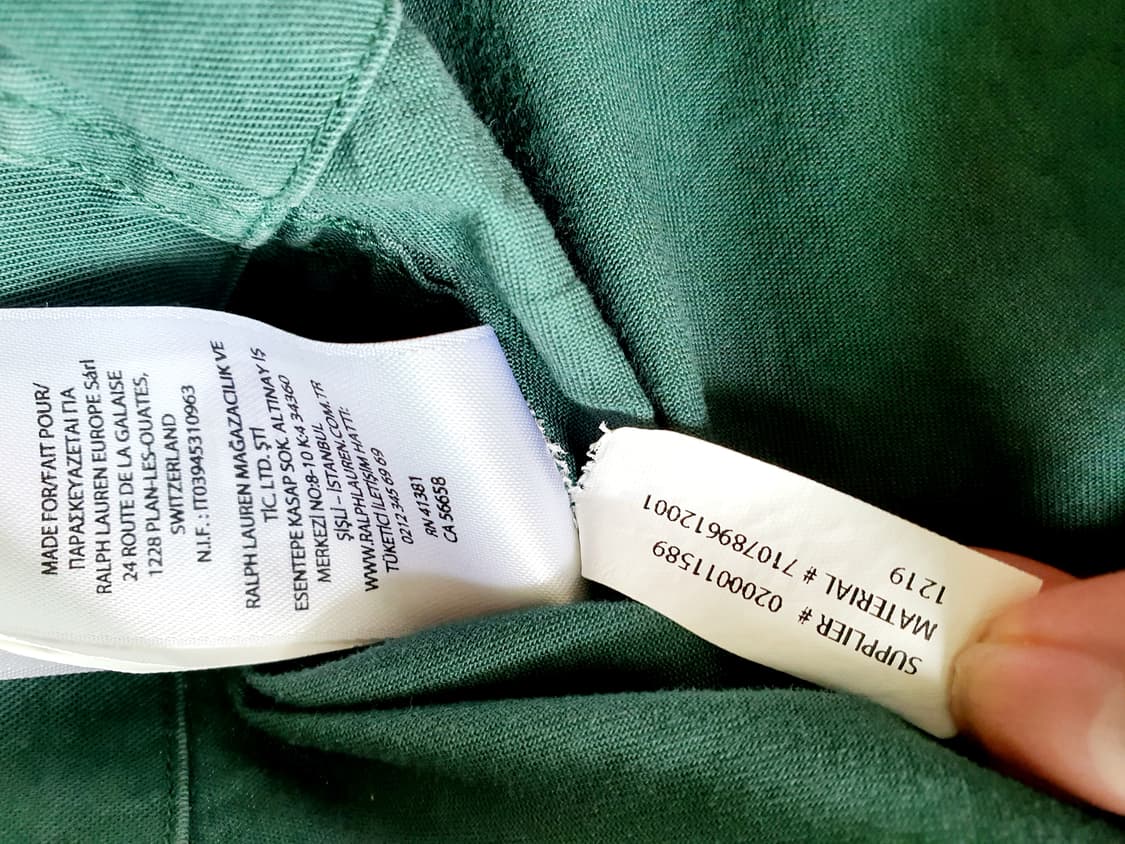 MADE FOR/FAIT POUR/
ΠΑΡΑΣΚΕΥΑΖΕΤΑΙ ΓΙΑ
RALPH LAUREN EUROPE Sàrl
24 ROUTE DE LA GALAISE
1228 PLAN-LES-OUATES,
SWITZERLAND
N.I.F. : IT03945310963
RALPH LAUREN MAĞAZACILIK VE
TİC. LTD. ŞTİ
ESENTEPE KASAP SOK. ALTINAY İŞ
MERKEZİ NO:8-10 K:4 34360
ŞİŞLİ – İSTANBUL
WWW.RALPHLAUREN.COM.TR
TÜKETİCİ İLETİŞİM HATTI:
0212 345 69 69
RN 41381
CA 56658
SUPPLIER # 0200011589
MATERIAL # 710789612001
1219